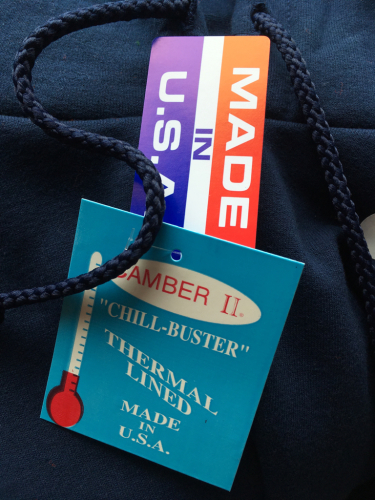 MADE
IN
U.S.A.
CAMBER II®
"CHILL-BUSTER"
THERMAL
LINED
MADE
IN
U.S.A.